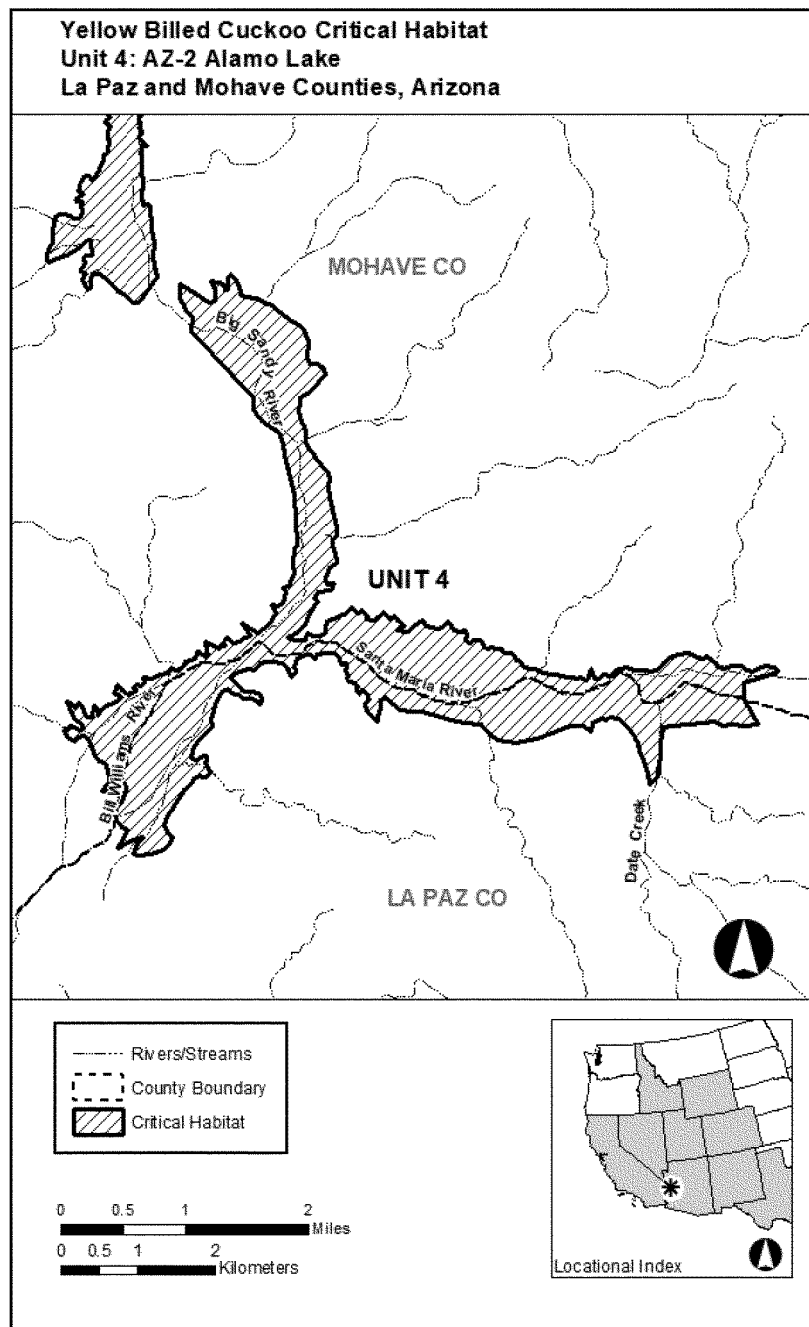 Yellow Billed Cuckoo Critical Habitat
Unit 4: AZ-2 Alamo Lake
La Paz and Mohave Counties, Arizona
MOHAVE CO
Big Sandy River
UNIT 4
Santa Maria River
Bill Williams River
Date Creek
LA PAZ CO
Rivers/Streams
County Boundary
Critical Habitat
0 0.5 1 2
Miles
0 0.5 1 2
Kilometers
Locational Index